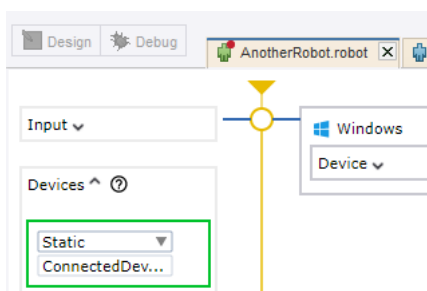 Design Debug
AnotherRobot.robot
Input
Windows
Device
Devices
Static
ConnectedDev...